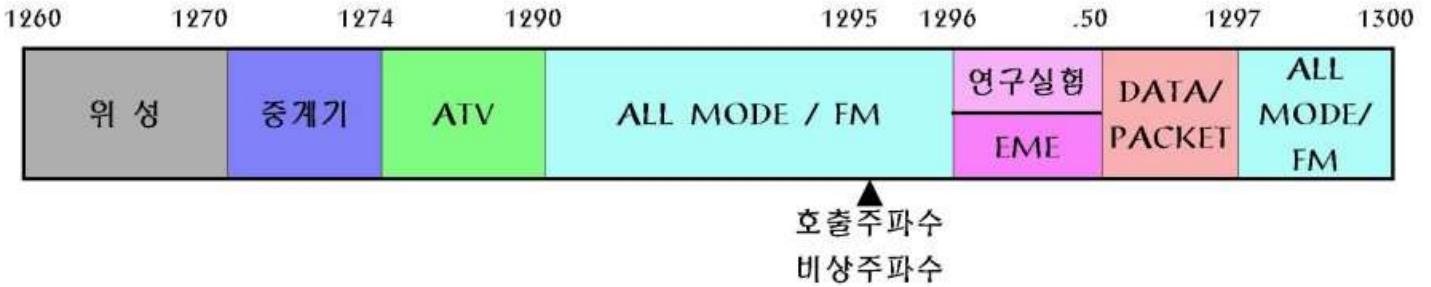 1260 1270 1274 1290 1295 1296 .50 1297 1300
위 성 중계기 ATV ALL MODE / FM
연구실험
EME
DATA/
PACKET
ALL
MODE/
FM
호출주파수
비상주파수